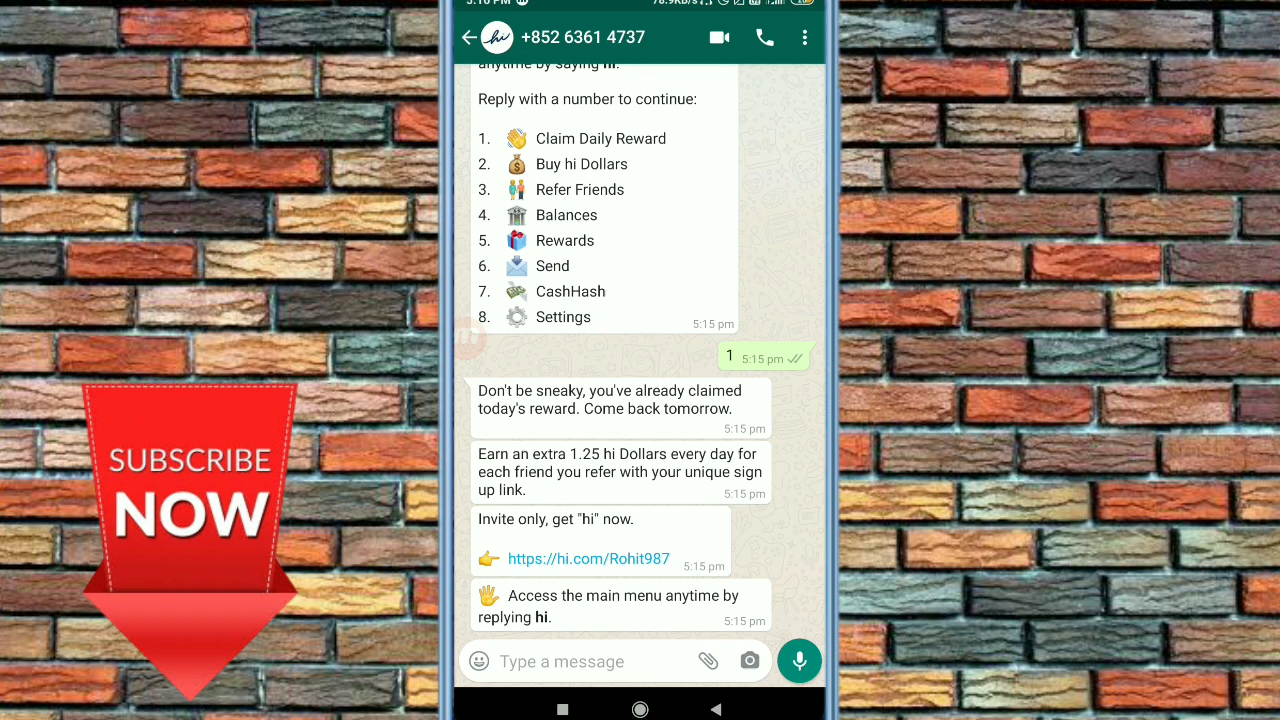 +852 6361 4737
anytime by saying hi.
Reply with a number to continue:
1. 👋 Claim Daily Reward
2. 💰 Buy hi Dollars
3. 👬 Refer Friends
4. 🏦 Balances
5. 🎁 Rewards
6. 📩 Send
7. 💸 CashHash
8. ⚙️ Settings
5:15 pm
1 5:15 pm
Don't be sneaky, you've already claimed
today's reward. Come back tomorrow.
5:15 pm
Earn an extra 1.25 hi Dollars every day for
each friend you refer with your unique sign
up link.
5:15 pm
Invite only, get "hi" now.
👉 https://hi.com/Rohit987
5:15 pm
🖐 Access the main menu anytime by
replying hi.
5:15 pm
Type a message
SUBSCRIBE
NOW